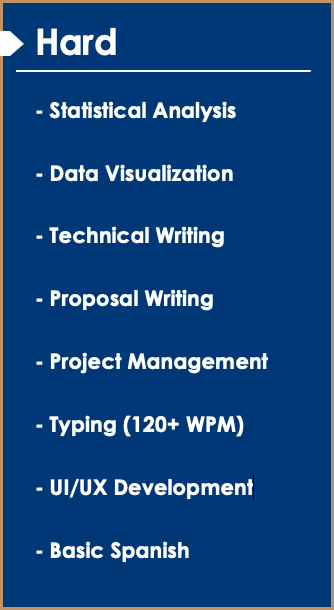 Hard
- Statistical Analysis
- Data Visualization
- Technical Writing
- Proposal Writing
- Project Management
- Typing (120+ WPM)
- UI/UX Development
- Basic Spanish